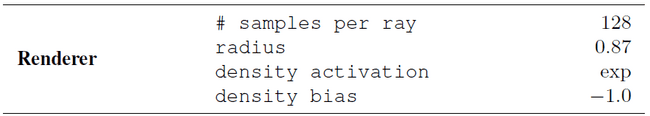 # samples per ray 128
radius 0.87
Renderer
density activation exp
density bias −1.0